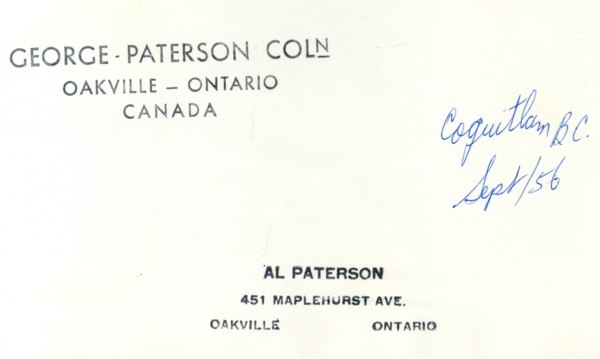 GEORGE - PATERSON COLN
OAKVILLE – ONTARIO
CANADA
Coquitlam B.C.
Sept/56
AL PATERSON
451 MAPLEHURST AVE.
OAKVILLE ONTARIO